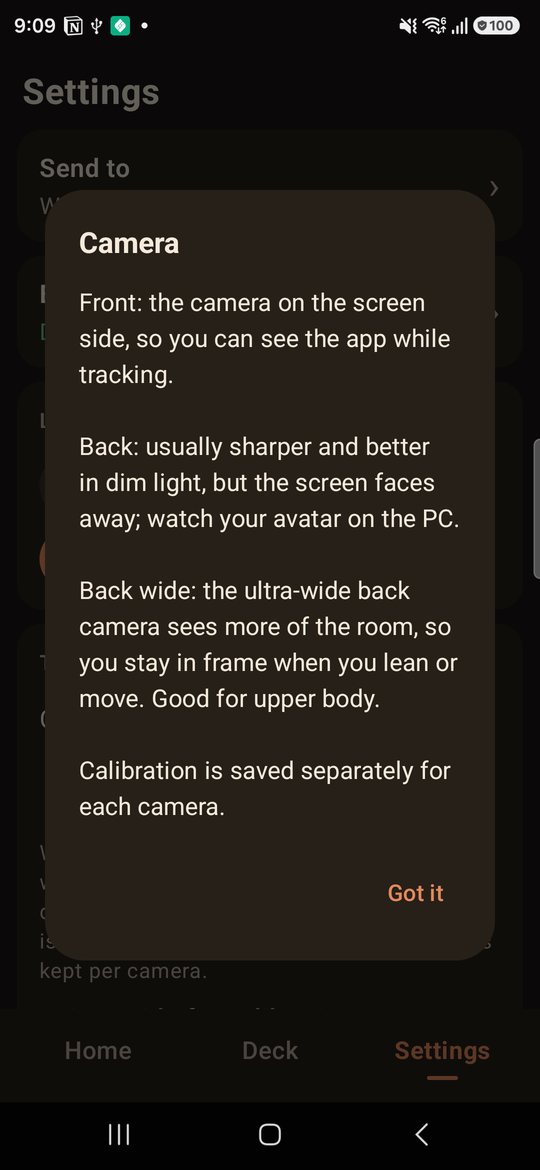 9:09
100
Settings
Send to
Camera
Front: the camera on the screen
side, so you can see the app while
tracking.
Back: usually sharper and better
in dim light, but the screen faces
away; watch your avatar on the PC.
Back wide: the ultra-wide back
camera sees more of the room, so
you stay in frame when you lean or
move. Good for upper body.
Calibration is saved separately for
each camera.
Got it
kept per camera.
Home Deck Settings